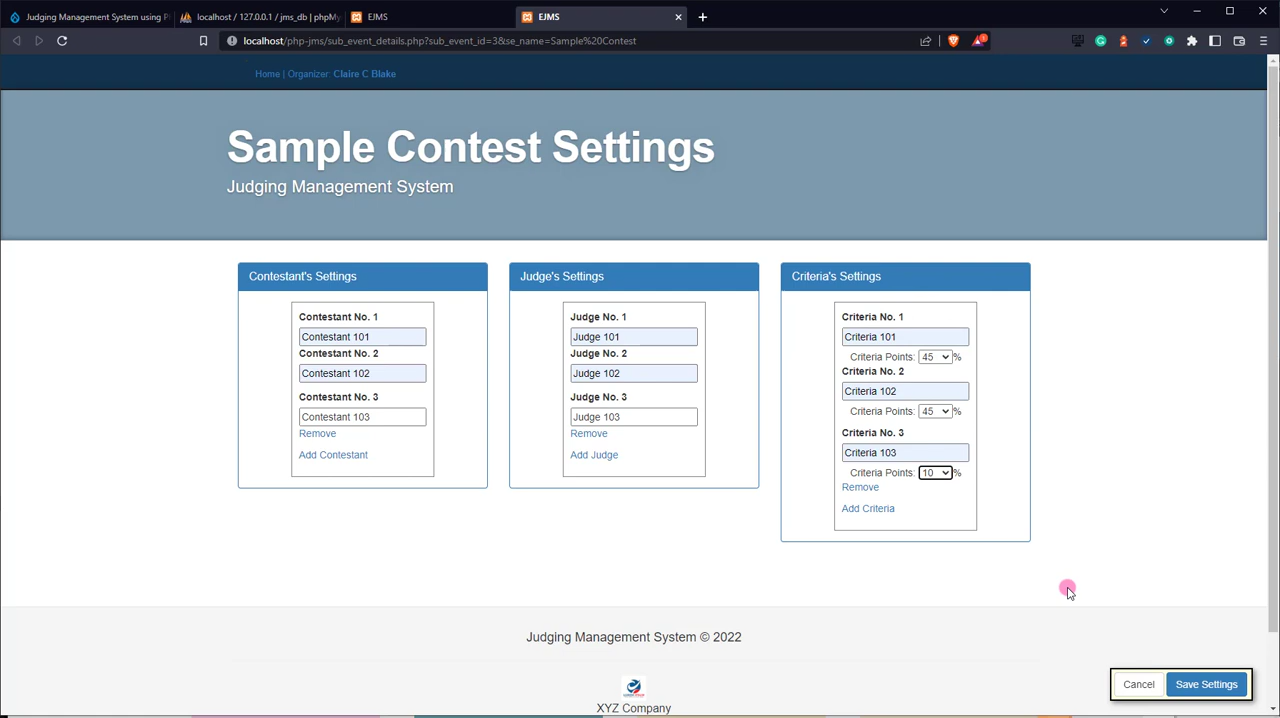 Judging Management System using P
localhost / 127.0.0.1 / jms_db | phpMy
EJMS
EJMS
localhost/php-jms/sub_event_details.php?sub_event_id=3&se_name=Sample%20Contest
Home | Organizer: Claire C Blake
Sample Contest Settings
Judging Management System
Contestant's Settings
Contestant No. 1
Contestant 101
Contestant No. 2
Contestant 102
Contestant No. 3
Contestant 103
Remove
Add Contestant
Judge's Settings
Judge No. 1
Judge 101
Judge No. 2
Judge 102
Judge No. 3
Judge 103
Remove
Add Judge
Criteria's Settings
Criteria No. 1
Criteria 101
Criteria Points: 45 %
Criteria No. 2
Criteria 102
Criteria Points: 45 %
Criteria No. 3
Criteria 103
Criteria Points: 10 %
Remove
Add Criteria
Judging Management System © 2022
XYZ Company
Cancel
Save Settings